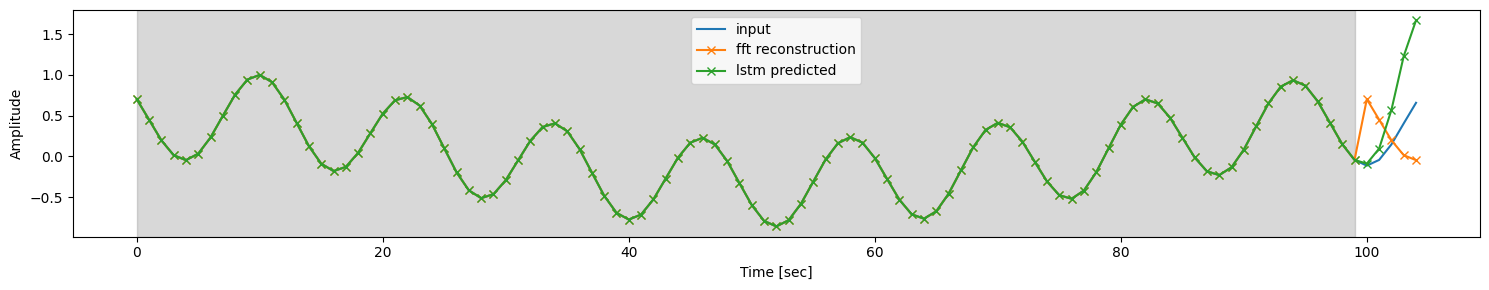 input
fft reconstruction
lstm predicted
1.5
1.0
0.5
0.0
−0.5
Amplitude
0 20 40 60 80 100
Time [sec]